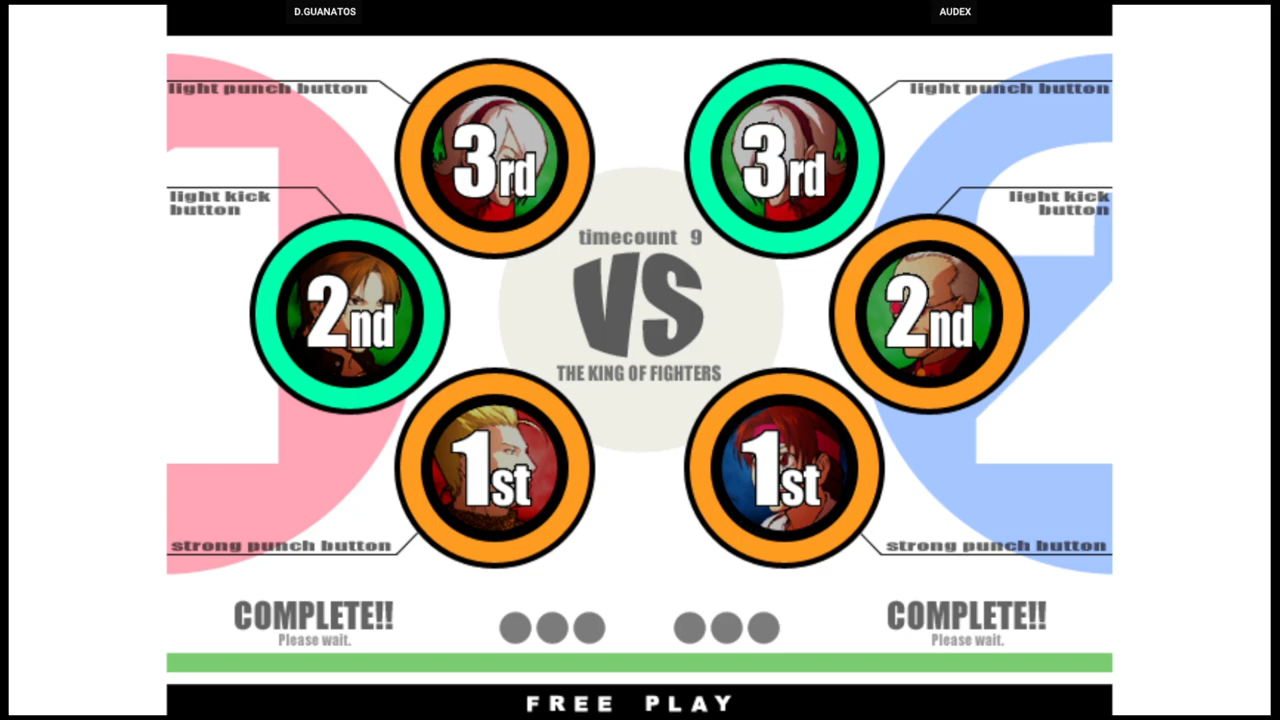 D.GUANATOS
AUDEX
light punch button
light punch button
3rd
3rd
light kick
button
light kick
button
timecount 9
VS
THE KING OF FIGHTERS
2nd
2nd
1st
1st
strong punch button
strong punch button
COMPLETE!!
Please wait.
COMPLETE!!
Please wait.
FREE PLAY